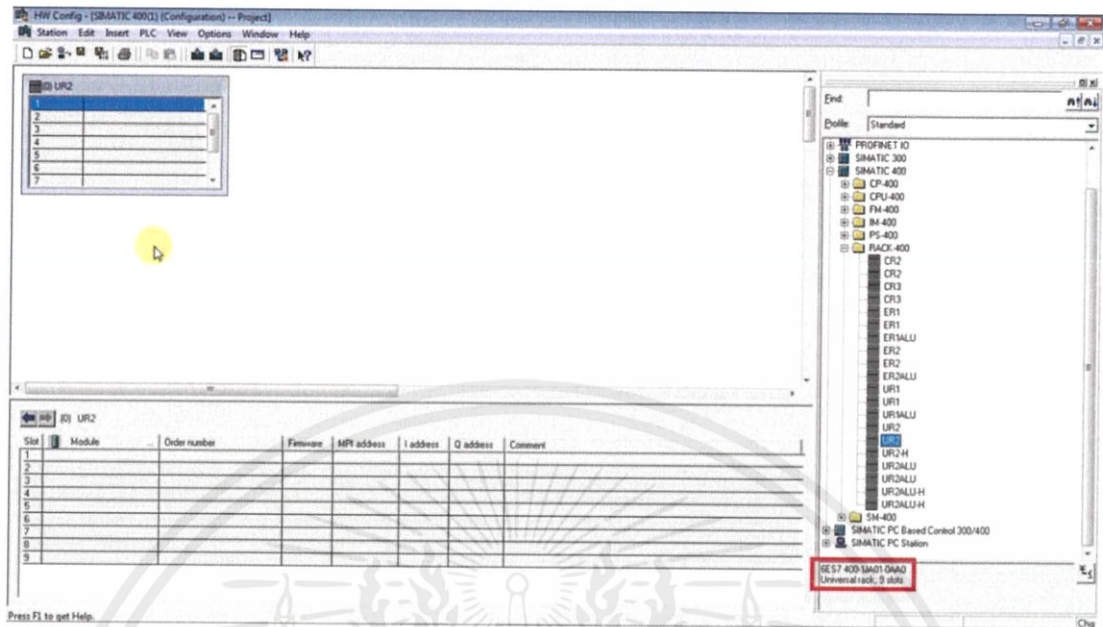 HW Config - [SIMATIC 400(1) (Configuration) -- Project]
Station Edit Insert PLC View Options Window Help
(0) UR2
1
2
3
4
5
6
7
Find:
Profile: Standard
PROFINET IO
SIMATIC 300
SIMATIC 400
CP-400
CPU-400
FM-400
IM-400
PS-400
RACK-400
CR2
CR2
CR3
CR3
ER1
ER1
ER1ALU
ER2
ER2
ER2ALU
UR1
UR1
UR1ALU
UR2
UR2
UR2-H
UR2ALU
UR2ALU
UR2ALU-H
UR2ALU-H
SM-400
SIMATIC PC Based Control 300/400
SIMATIC PC Station
6ES7 400-1JA01-0AA0
Universal rack, 9 slots
(0) UR2
Slot Module ... Order number Firmware MPI address I address Q address Comment
1
2
3
4
5
6
7
8
9
Press F1 to get Help.
Chg